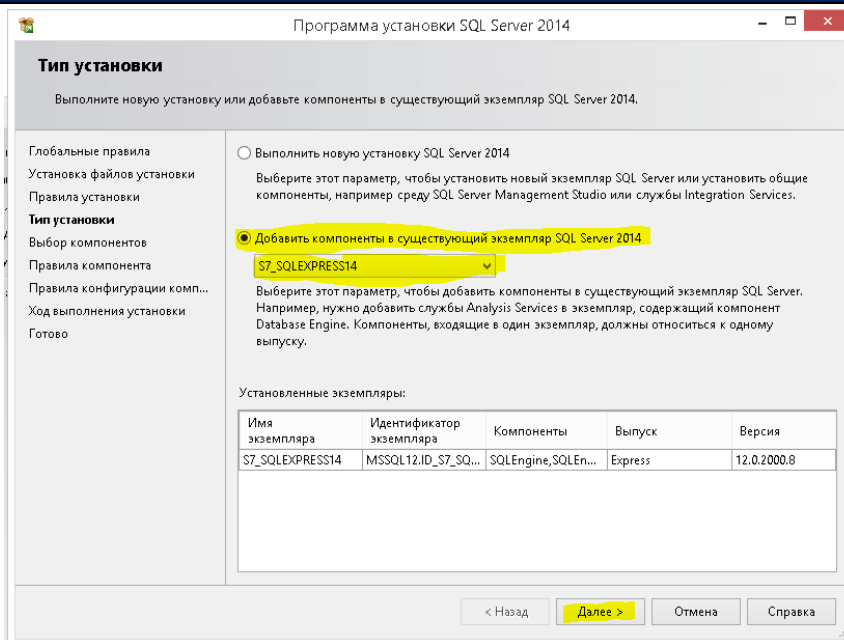 Программа установки SQL Server 2014
Тип установки
Выполните новую установку или добавьте компоненты в существующий экземпляр SQL Server 2014.
Глобальные правила
Установка файлов установки
Правила установки
Тип установки
Выбор компонентов
Правила компонента
Правила конфигурации комп...
Ход выполнения установки
Готово
Выполнить новую установку SQL Server 2014
Выберите этот параметр, чтобы установить новый экземпляр SQL Server или установить общие
компоненты, например среду SQL Server Management Studio или службы Integration Services.
Добавить компоненты в существующий экземпляр SQL Server 2014
S7_SQLEXPRESS14
Выберите этот параметр, чтобы добавить компоненты в существующий экземпляр SQL Server.
Например, нужно добавить службы Analysis Services в экземпляр, содержащий компонент
Database Engine. Компоненты, входящие в один экземпляр, должны относиться к одному
выпуску.
Установленные экземпляры:
Имя экземпляра Идентификатор экземпляра Компоненты Выпуск Версия
S7_SQLEXPRESS14 MSSQL12.ID_S7_SQ... SQLEngine,SQLEn... Express 12.0.2000.8
< Назад Далее > Отмена Справка